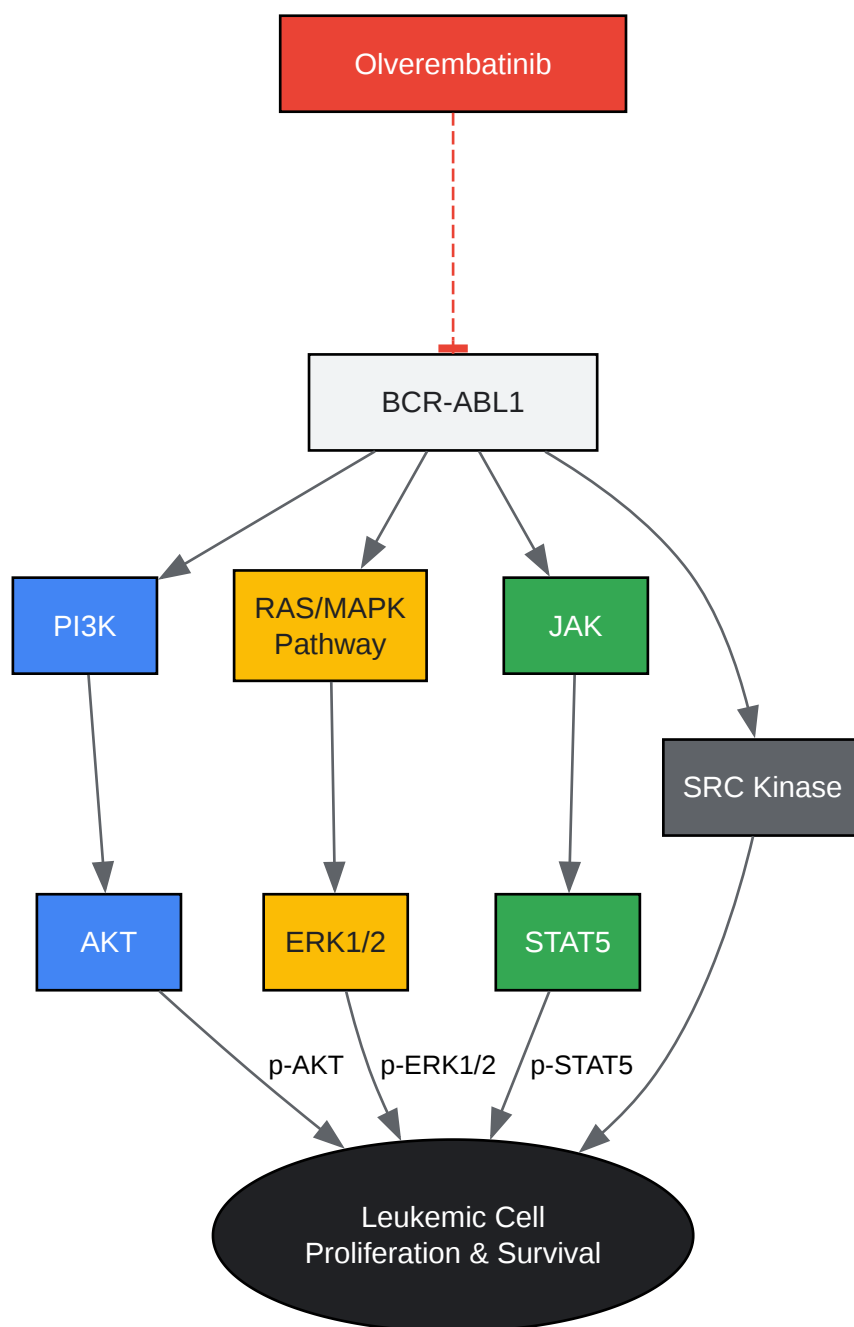 Olverembatinib
BCR-ABL1
PI3K
RAS/MAPK
Pathway
JAK
SRC Kinase
AKT
ERK1/2
STAT5
p-AKT
p-ERK1/2
p-STAT5
Leukemic Cell
Proliferation & Survival